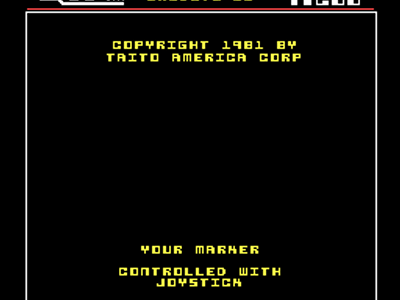 COPYRIGHT 1981 BY
TAITO AMERICA CORP
YOUR MARKER
CONTROLLED WITH
JOYSTICK